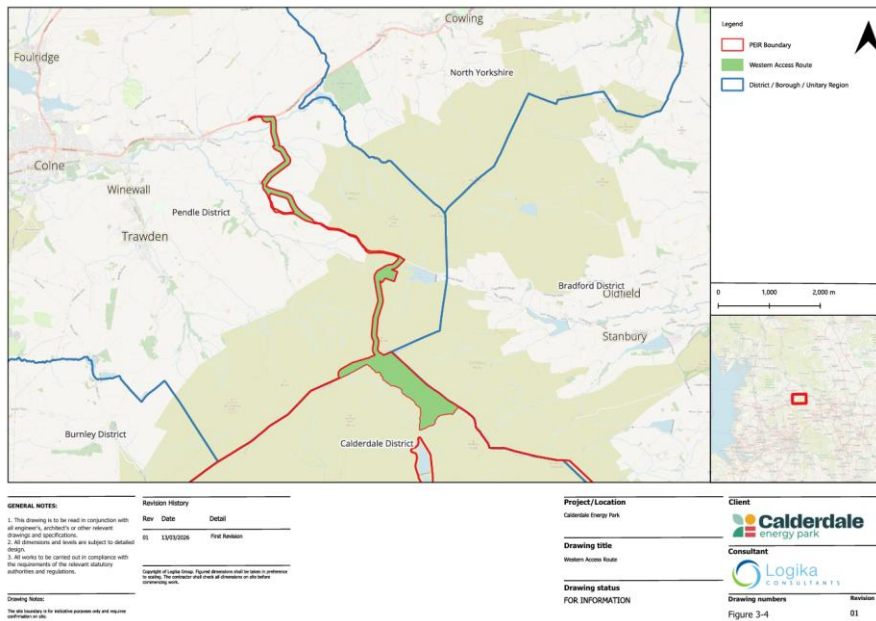 Cowling
Foulridge
North Yorkshire
Colne
Winewall
Pendle District
Trawden
Bradford District
Oldfield
Stanbury
Burnley District
Calderdale District
Legend
PEIR Boundary
Western Access Route
District / Borough / Unitary Region
0 1,000 2,000 m
GENERAL NOTES:
1. This drawing is to be read in conjunction with
all engineer's, architect's or other relevant
drawings and specifications.
2. All dimensions and levels are subject to detailed
design.
3. All works to be carried out in compliance with
the requirements of the relevant statutory
authorities and regulations.
Drawing Notes:
The site boundary is for indicative purposes only and requires
confirmation on site.
Revision History
Rev Date Detail
01 13/03/2026 First Revision
Copyright of Logika Group. Figured dimensions shall be taken in preference
to scaling. The contractor shall check all dimensions on site before
commencing work.
Project/Location
Calderdale Energy Park
Drawing title
Western Access Route
Drawing status
FOR INFORMATION
Client
Calderdale
energy park
Consultant
Logika
CONSULTANTS
Drawing numbers Revision
Figure 3-4 01